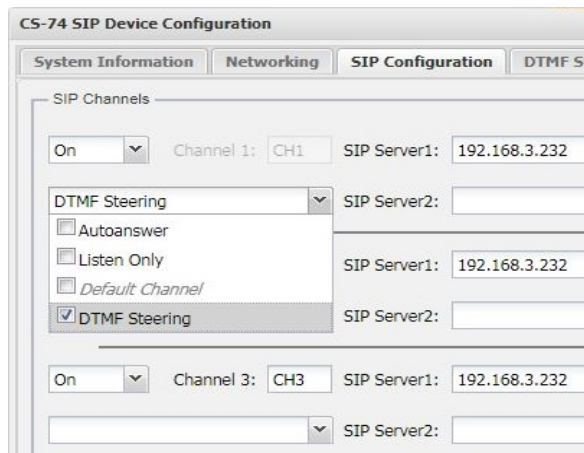 CS-74 SIP Device Configuration
System Information Networking SIP Configuration DTMF S
SIP Channels
On Channel 1: CH1 SIP Server1: 192.168.3.232
DTMF Steering SIP Server2:
Autoanswer
Listen Only SIP Server1: 192.168.3.232
Default Channel
DTMF Steering SIP Server2:
On Channel 3: CH3 SIP Server1: 192.168.3.232
SIP Server2: